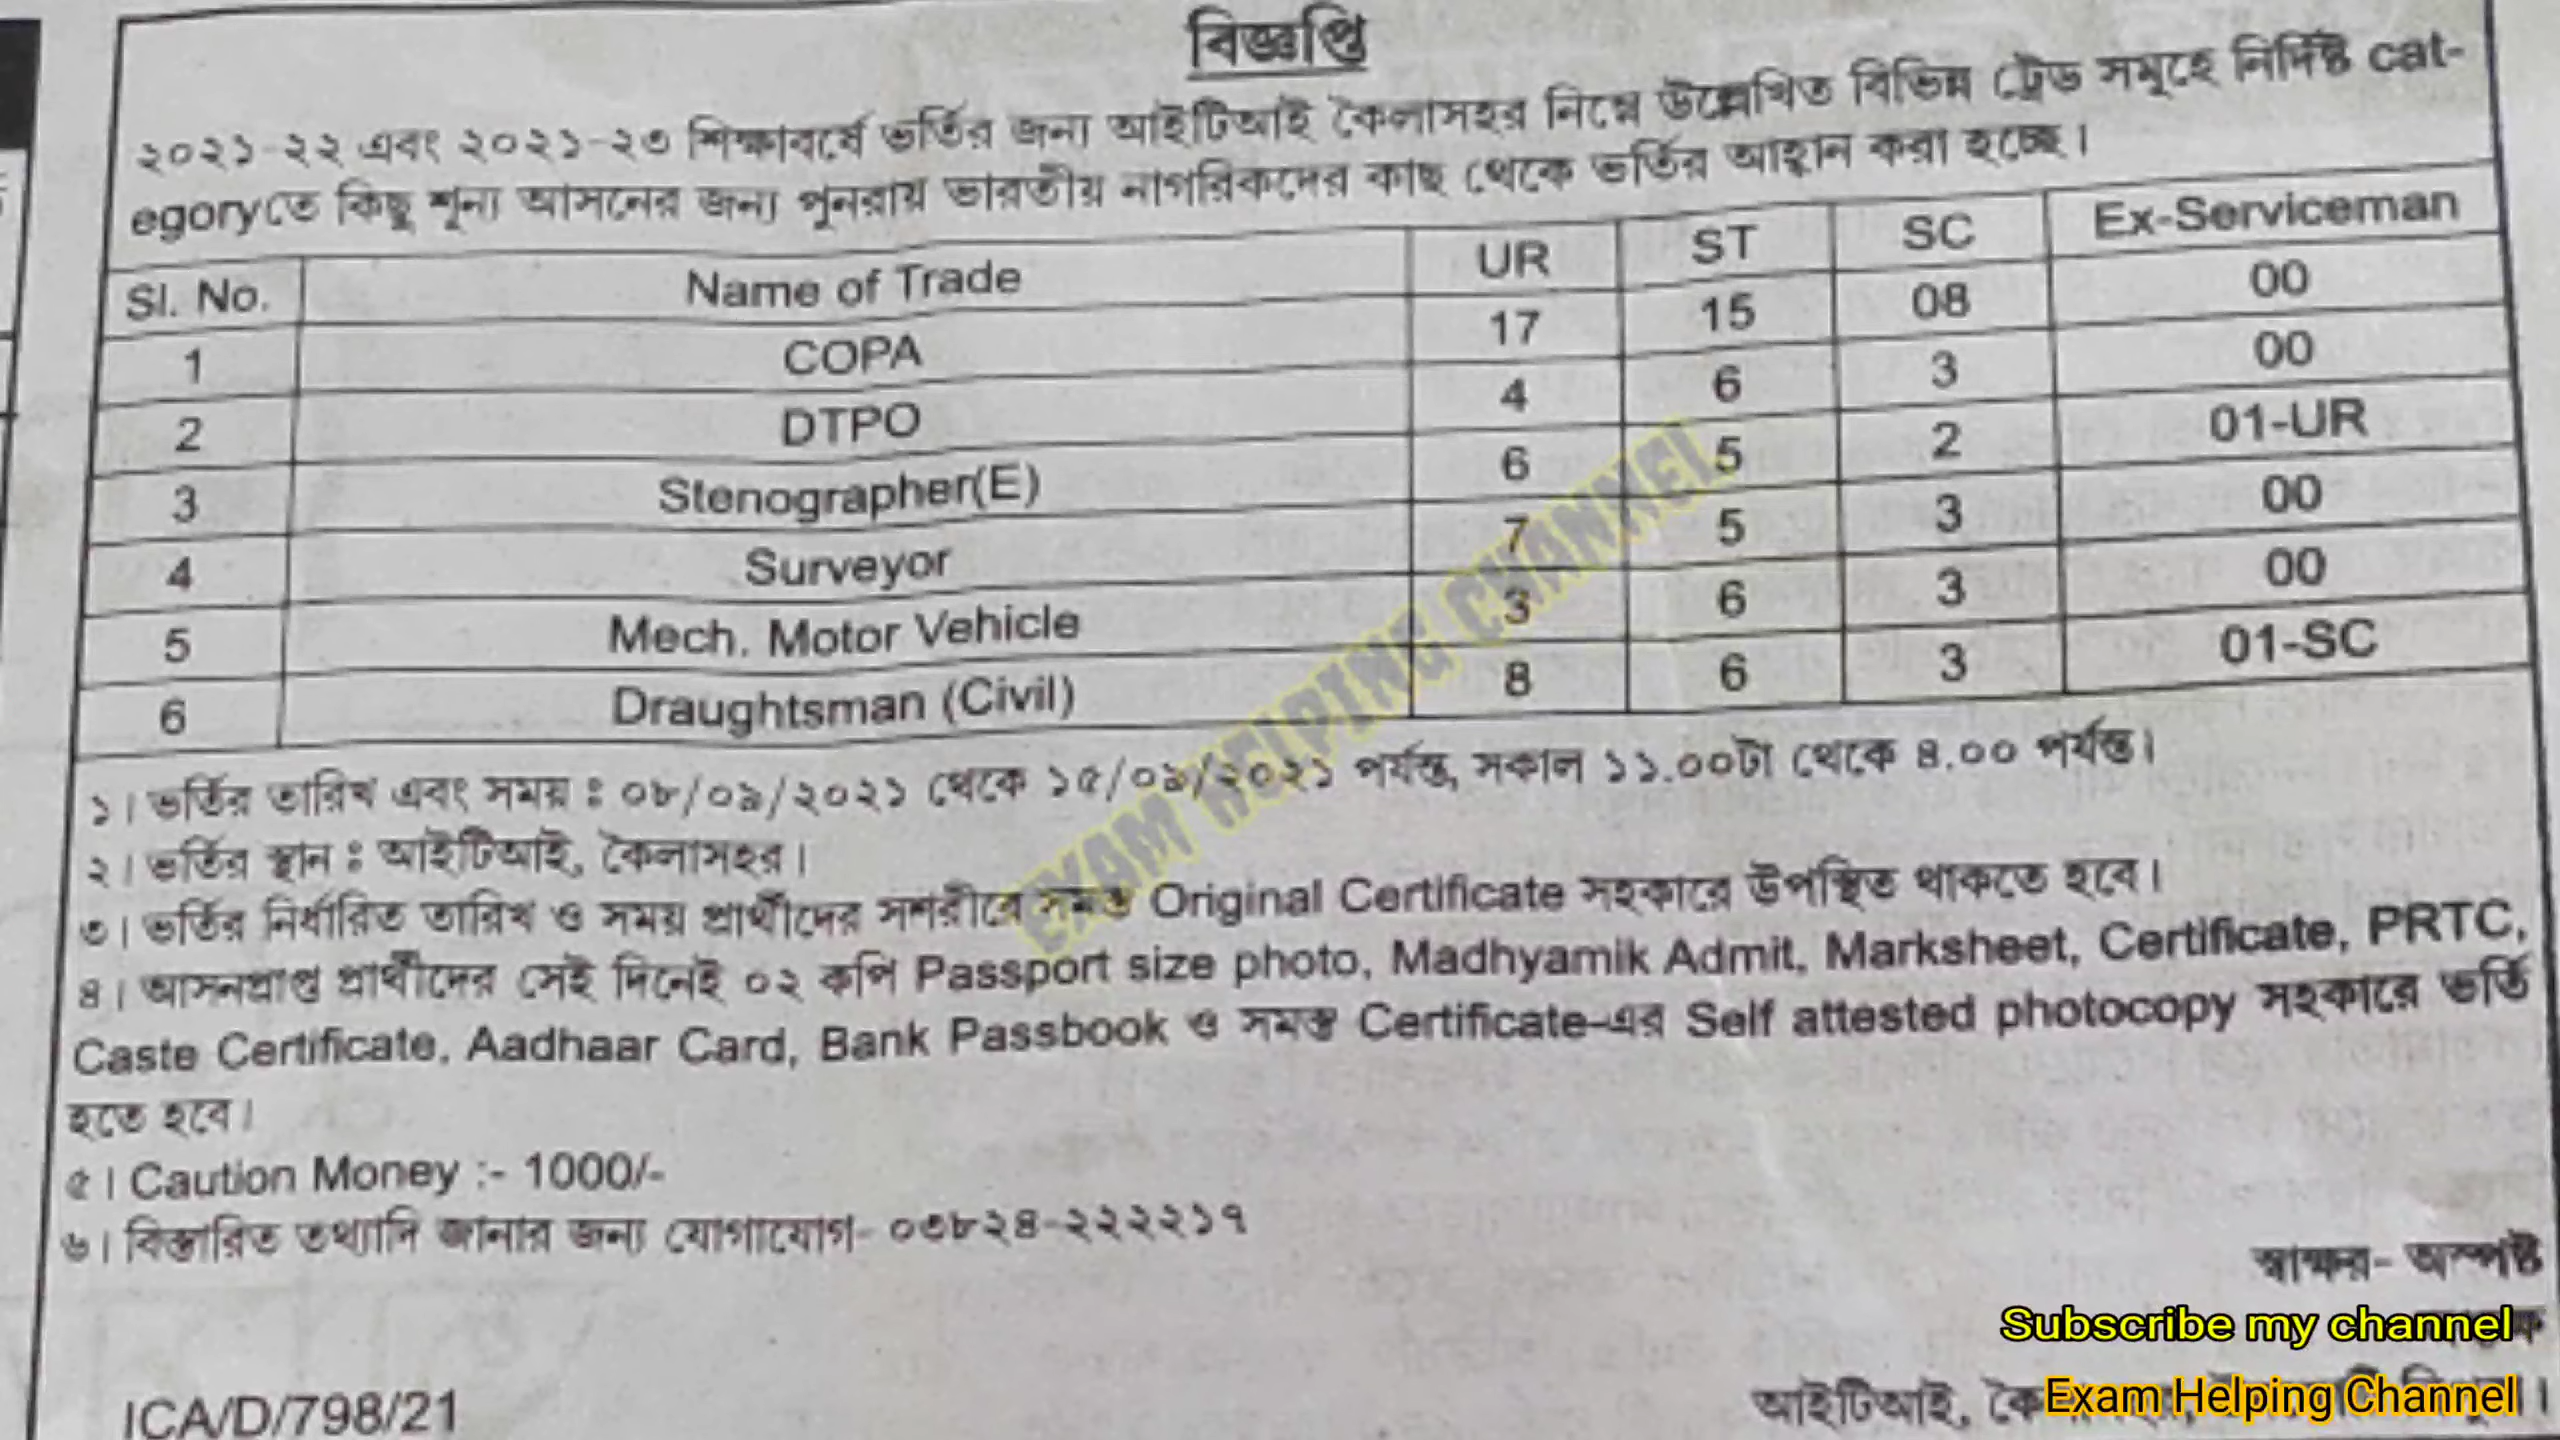 বিজ্ঞপ্তি
২০২১-২২ এবং ২০২১-২৩ শিক্ষাবর্ষে ভর্তির জন্য আইটিআই কৈলাসহর নিম্নে উল্লেখিত বিভিন্ন ট্রেড সমূহে নির্দিষ্ট cat-
egoryতে কিছু শূন্য আসনের জন্য পুনরায় ভারতীয় নাগরিকদের কাছ থেকে ভর্তির আহ্বান করা হচ্ছে।
Sl. No. Name of Trade UR ST SC Ex-Serviceman
1 COPA 17 15 08 00
2 DTPO 4 6 3 00
3 Stenographer(E) 6 5 2 01-UR
4 Surveyor 7 5 3 00
5 Mech. Motor Vehicle 3 6 3 00
6 Draughtsman (Civil) 8 6 3 01-SC
১। ভর্তির তারিখ এবং সময় : ০৮/০৯/২০২১ থেকে ১৫/০৯/২০২১ পর্যন্ত, সকাল ১১.০০টা থেকে ৪.০০ পর্যন্ত।
২। ভর্তির স্থান : আইটিআই, কৈলাসহর।
৩। ভর্তির নির্ধারিত তারিখ ও সময় প্রার্থীদের সশরীরে সমস্ত Original Certificate সহকারে উপস্থিত থাকতে হবে।
৪। আসনপ্রাপ্ত প্রার্থীদের সেই দিনেই ০২ কপি Passport size photo, Madhyamik Admit, Marksheet, Certificate, PRTC,
Caste Certificate, Aadhaar Card, Bank Passbook ও সমস্ত Certificate-এর Self attested photocopy সহকারে ভর্তি
হতে হবে।
৫। Caution Money :- 1000/-
৬। বিস্তারিত তথ্যাদি জানার জন্য যোগাযোগ- ০৩৮২৪-২২২২১৭
স্বাক্ষর- অস্পষ্ট
Subscribe my channel
আইটিআই,
Exam Helping Channel
ICA/D/798/21
EXAM HELPING CHANNEL